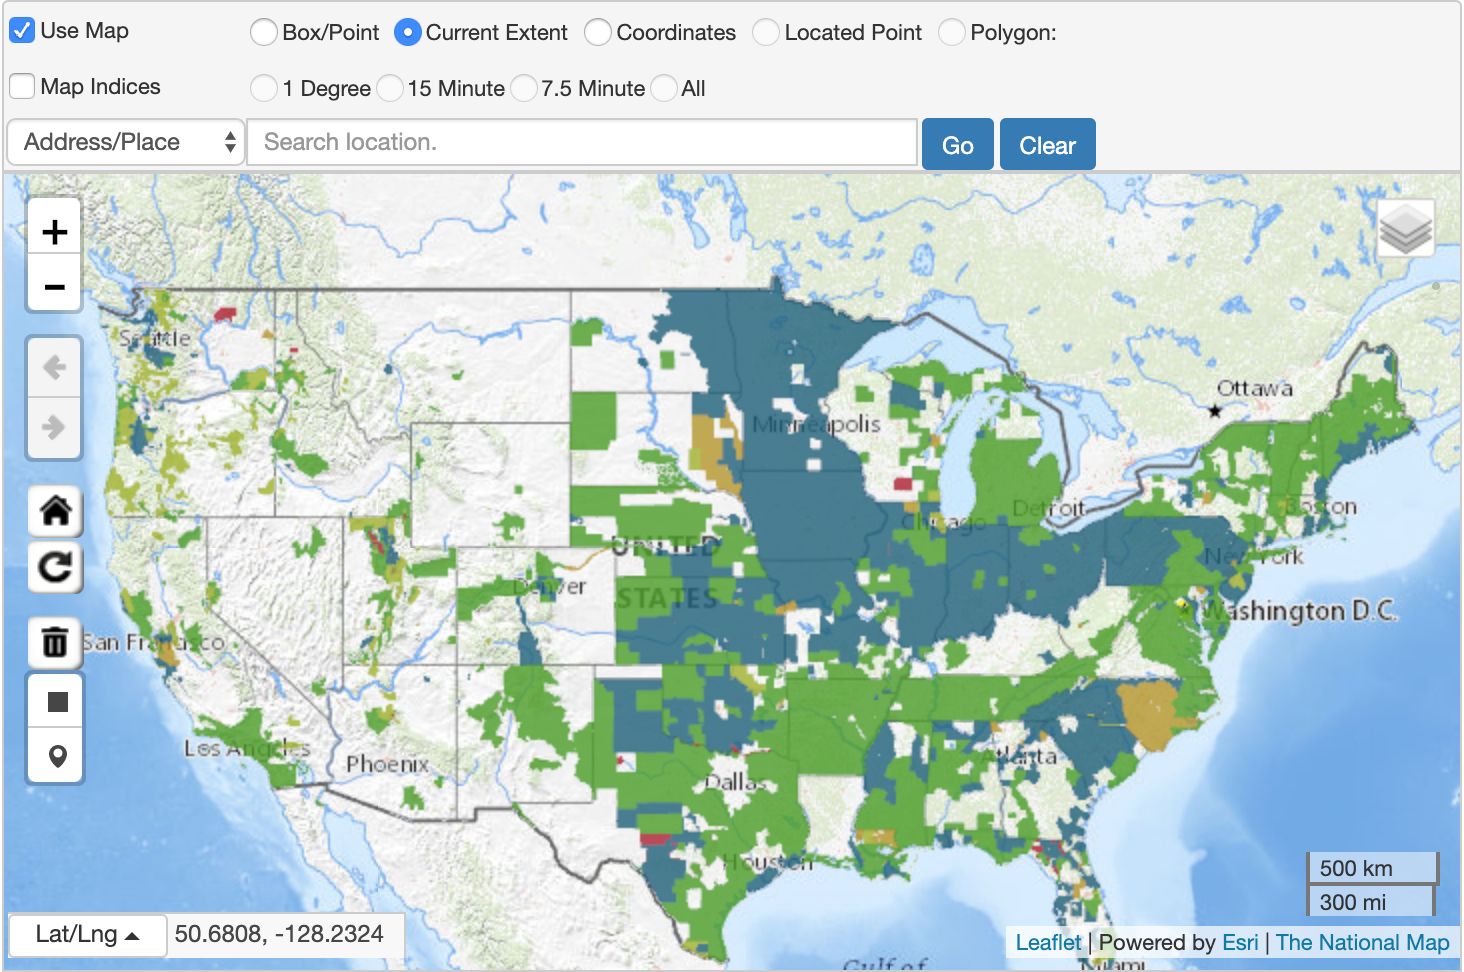 Use Map Box/Point Current Extent Coordinates Located Point Polygon:
Map Indices 1 Degree 15 Minute 7.5 Minute All
Address/Place Search location. Go Clear
+
−
Seattle
Ottawa
Minneapolis
Detroit
Boston
Chicago
UNITED
New York
Denver
STATES
Washington D.C.
San Francisco
Los Angeles
Phoenix
Atlanta
Dallas
Houston
500 km
300 mi
Lat/Lng 50.6808, -128.2324
Leaflet | Powered by Esri | The National Map
Gulf of
Miami